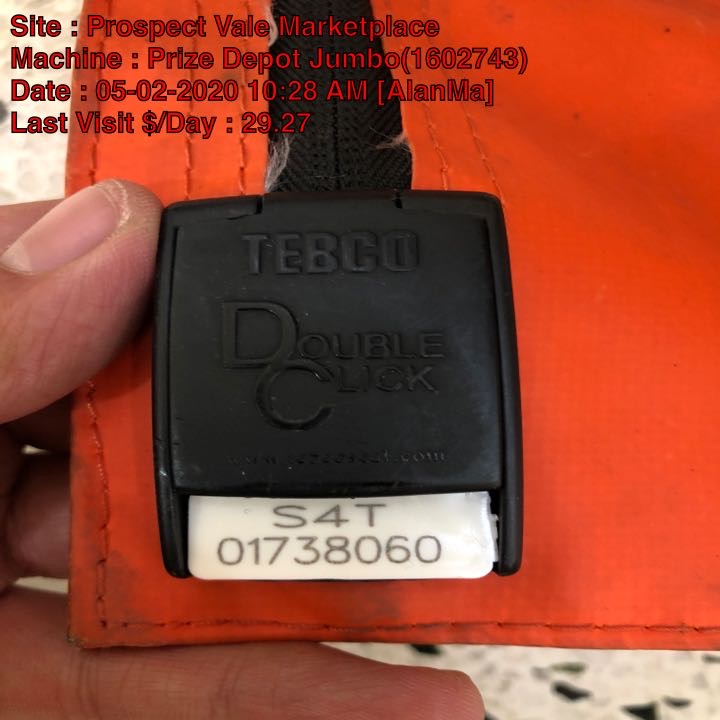 Site : Prospect Vale Marketplace
Machine : Prize Depot Jumbo(1602743)
Date : 05-02-2020 10:28 AM [AlanMa]
Last Visit $/Day : 29.27
TEBCO
DOUBLE
CLICK
S4T
01738060